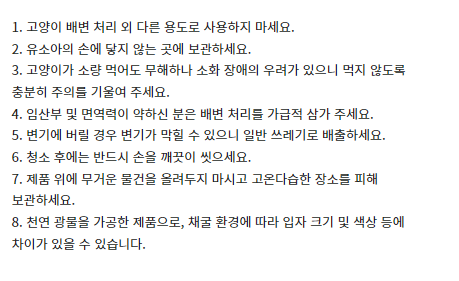 1. 고양이 배변 처리 외 다른 용도로 사용하지 마세요.
2. 유소아의 손에 닿지 않는 곳에 보관하세요.
3. 고양이가 소량 먹어도 무해하나 소화 장애의 우려가 있으니 먹지 않도록
충분히 주의를 기울여 주세요.
4. 임산부 및 면역력이 약하신 분은 배변 처리를 가급적 삼가 주세요.
5. 변기에 버릴 경우 변기가 막힐 수 있으니 일반 쓰레기로 배출하세요.
6. 청소 후에는 반드시 손을 깨끗이 씻으세요.
7. 제품 위에 무거운 물건을 올려두지 마시고 고온다습한 장소를 피해
보관하세요.
8. 천연 광물을 가공한 제품으로, 채굴 환경에 따라 입자 크기 및 색상 등에
차이가 있을 수 있습니다.